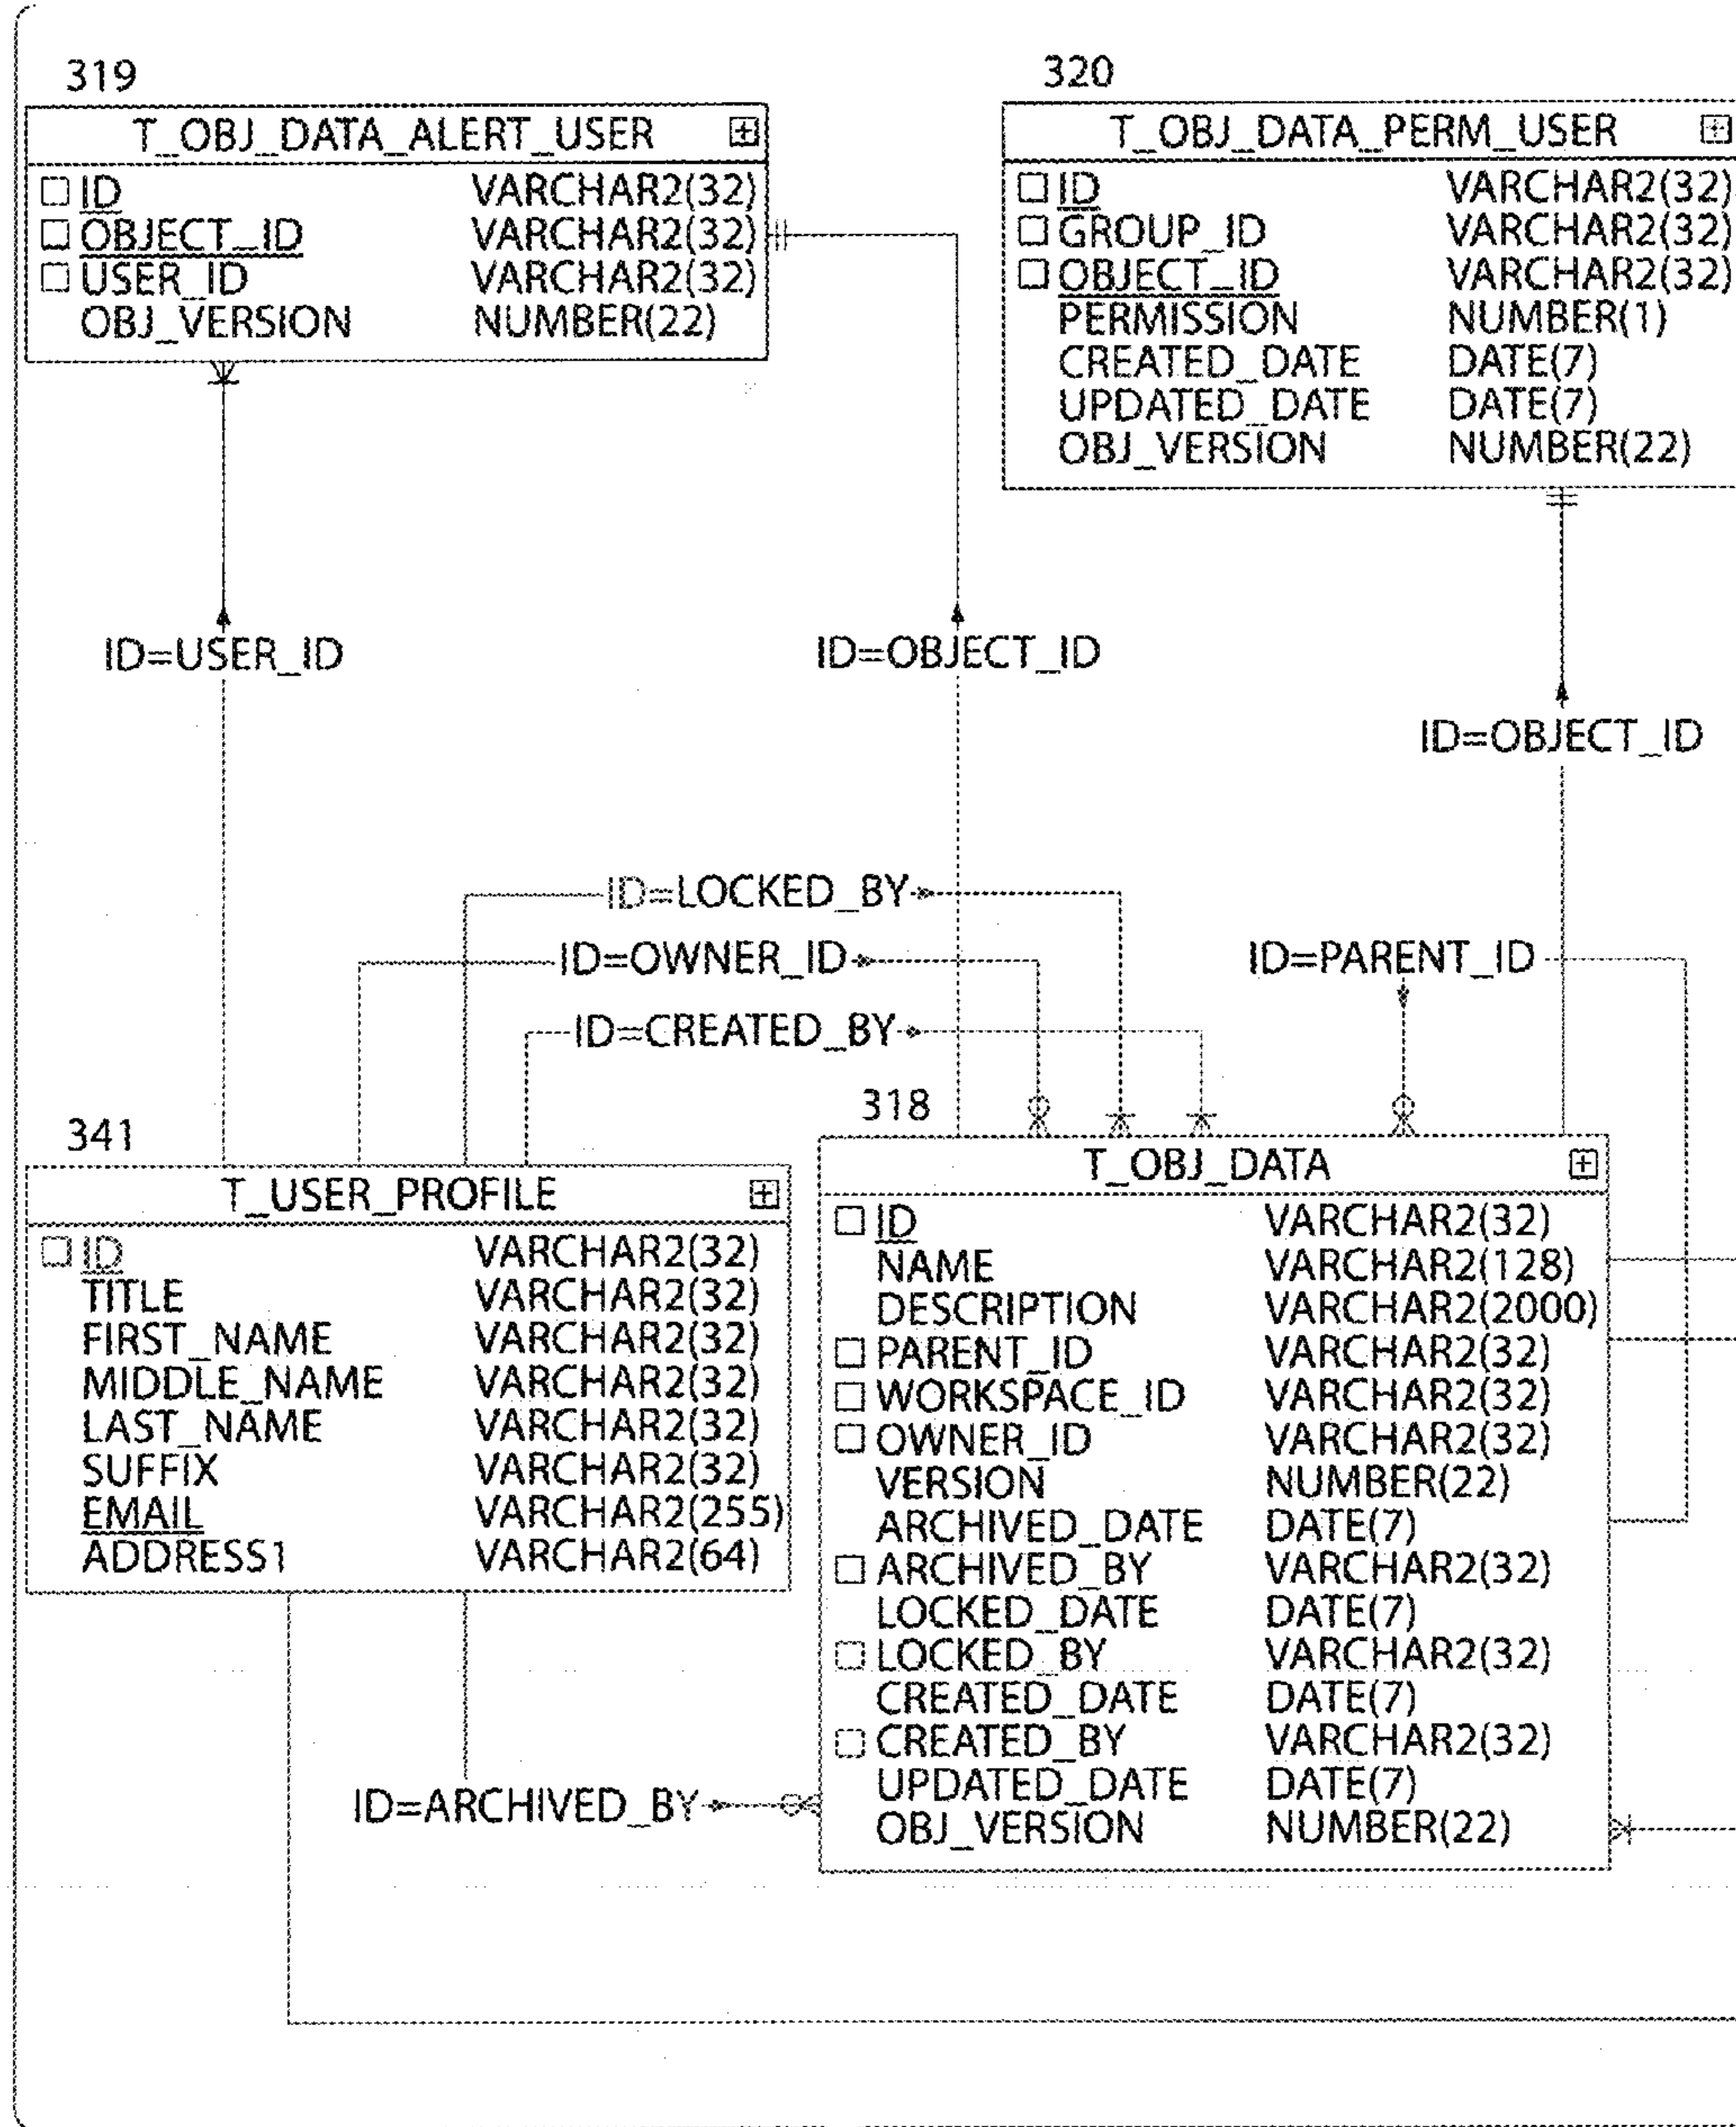 319
T_OBJ_DATA_ALERT_USER
ID VARCHAR2(32)
OBJECT_ID VARCHAR2(32)
USER_ID VARCHAR2(32)
OBJ_VERSION NUMBER(22)
320
T_OBJ_DATA_PERM_USER
ID VARCHAR2(32)
GROUP_ID VARCHAR2(32)
OBJECT_ID VARCHAR2(32)
PERMISSION NUMBER(1)
CREATED_DATE DATE(7)
UPDATED_DATE DATE(7)
OBJ_VERSION NUMBER(22)
ID=USER_ID
ID=OBJECT_ID
ID=OBJECT_ID
ID=LOCKED_BY
ID=OWNER_ID
ID=PARENT_ID
ID=CREATED_BY
341
T_USER_PROFILE
ID VARCHAR2(32)
TITLE VARCHAR2(32)
FIRST_NAME VARCHAR2(32)
MIDDLE_NAME VARCHAR2(32)
LAST_NAME VARCHAR2(32)
SUFFIX VARCHAR2(32)
EMAIL VARCHAR2(255)
ADDRESS1 VARCHAR2(64)
318
T_OBJ_DATA
ID VARCHAR2(32)
NAME VARCHAR2(128)
DESCRIPTION VARCHAR2(2000)
PARENT_ID VARCHAR2(32)
WORKSPACE_ID VARCHAR2(32)
OWNER_ID VARCHAR2(32)
VERSION NUMBER(22)
ARCHIVED_DATE DATE(7)
ARCHIVED_BY VARCHAR2(32)
LOCKED_DATE DATE(7)
LOCKED_BY VARCHAR2(32)
CREATED_DATE DATE(7)
CREATED_BY VARCHAR2(32)
UPDATED_DATE DATE(7)
OBJ_VERSION NUMBER(22)
ID=ARCHIVED_BY